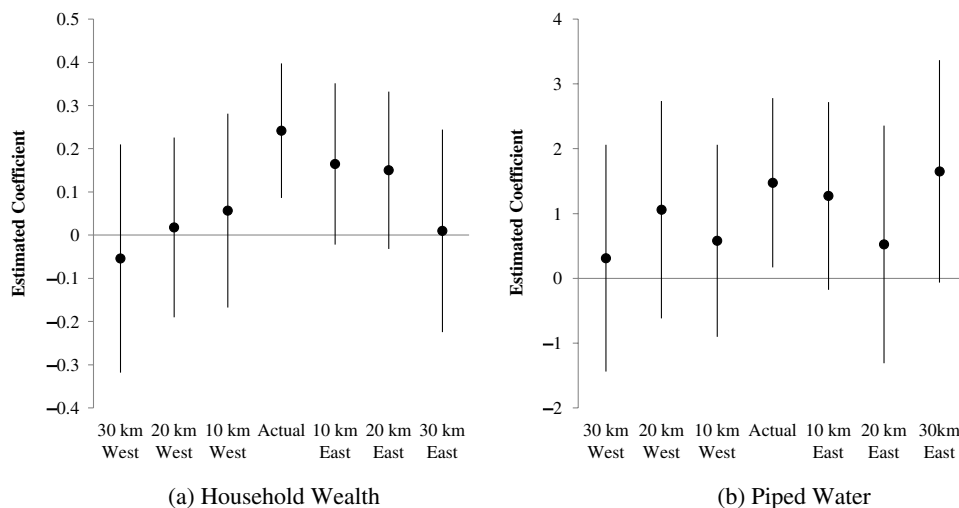 Estimated Coefficient
0.5
0.4
0.3
0.2
0.1
0
−0.1
−0.2
−0.3
−0.4
30 km West
20 km West
10 km West
Actual
10 km East
20 km East
30 km East
(a) Household Wealth
Estimated Coefficient
4
3
2
1
0
−1
−2
30 km West
20 km West
10 km West
Actual
10 km East
20 km East
30km East
(b) Piped Water